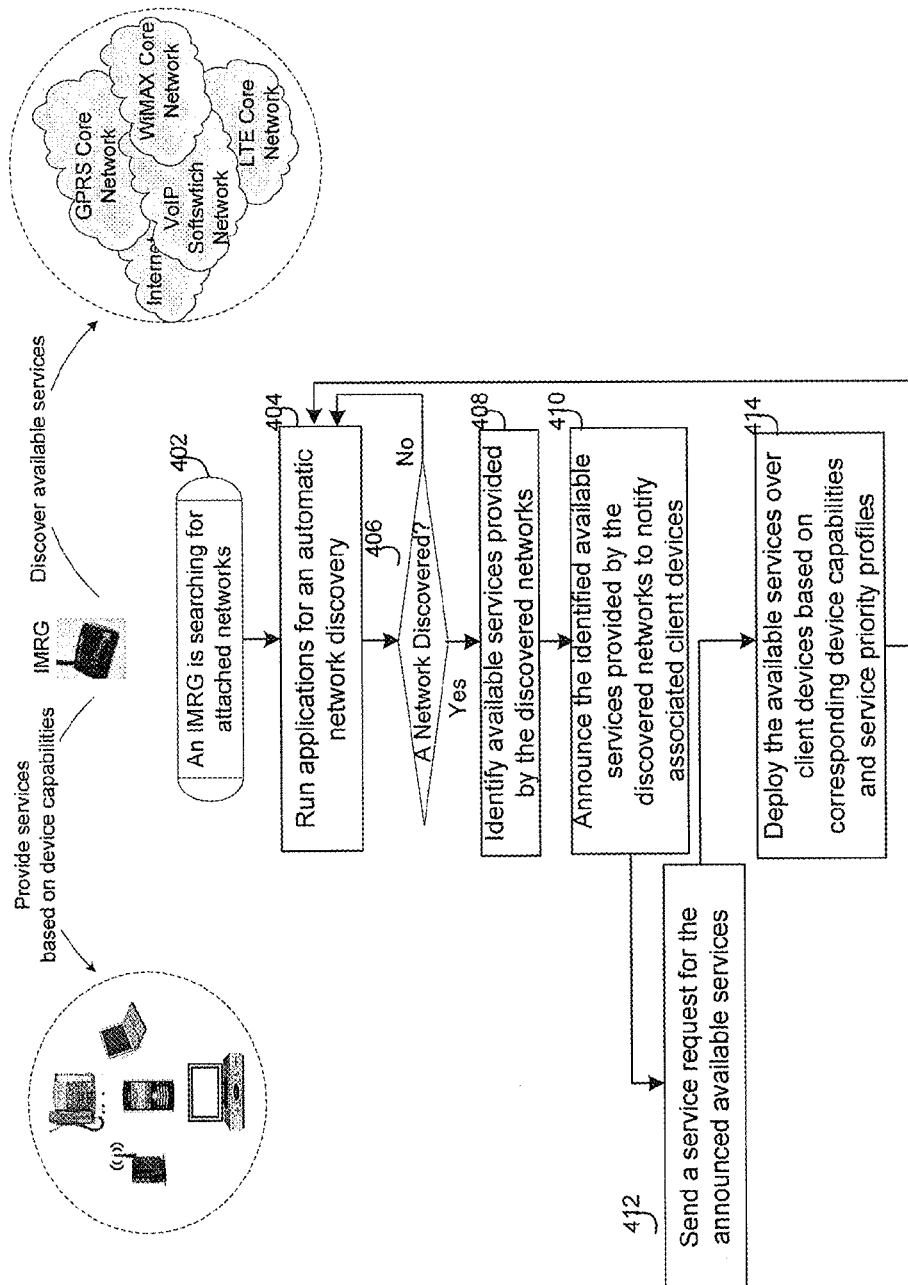 Provide services
based on device capabilities
IMRG
Discover available services
GPRS Core
Network
WiMAX Core
Network
Internet
VoIP
Softswtich
Network
LTE Core
Network
402
An IMRG is searching for
attached networks
404
Run applications for an automatic
network discovery
406
A Network Discovered?
No
Yes
408
Identify available services provided
by the discovered networks
410
Announce the identified available
services provided by the
discovered networks to notify
associated client devices
412
Send a service request for the
announced available services
414
Deploy the available services over
client devices based on
corresponding device capabilities
and service priority profiles